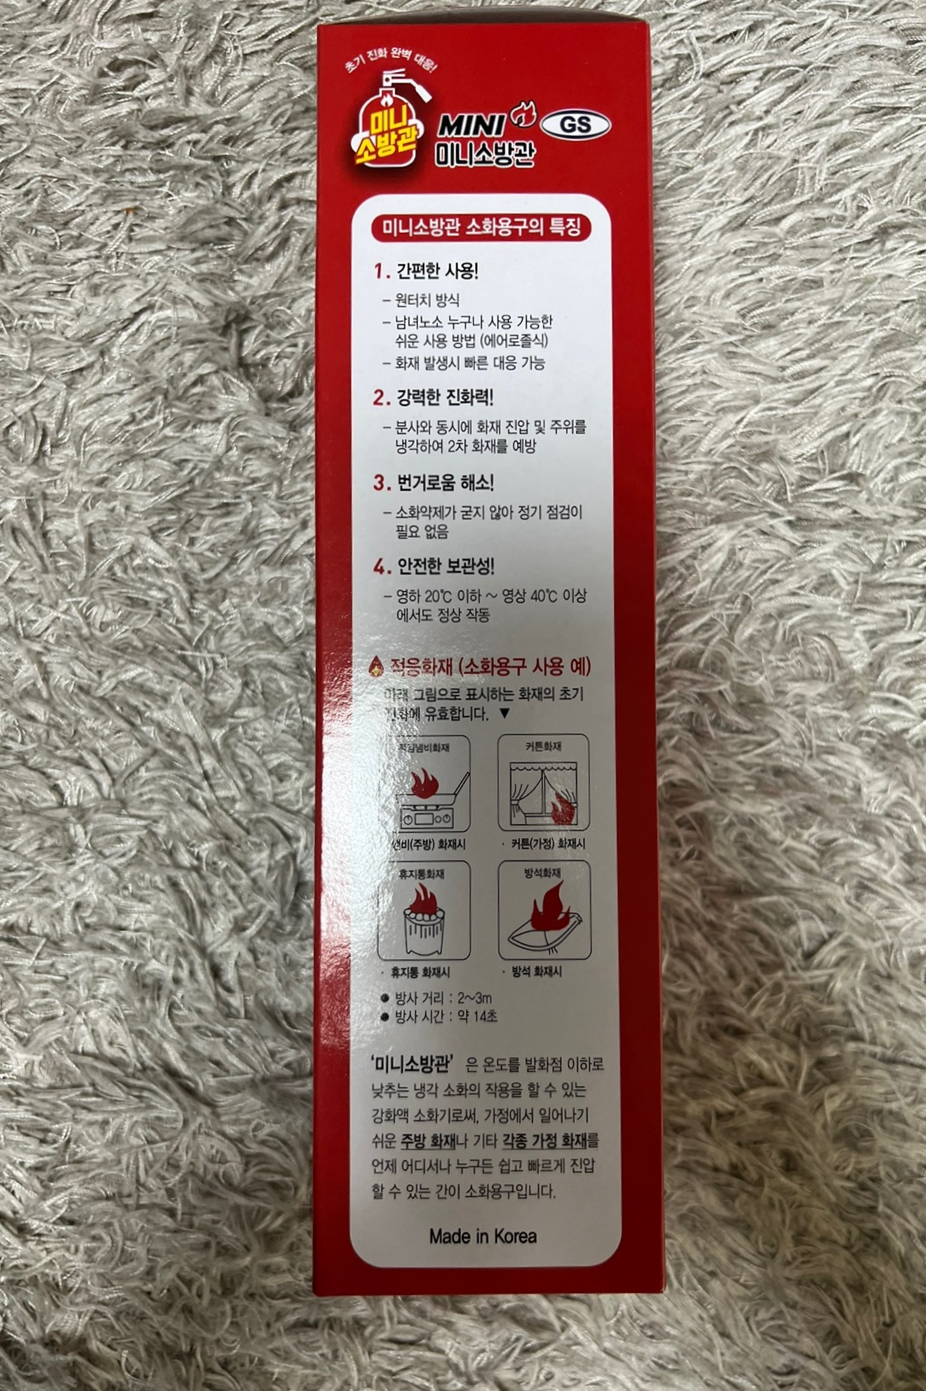 초기 진화 완벽 대응!
미니
소방관
MINI
미니소방관
GS
미니소방관 소화용구의 특징
1. 간편한 사용!
– 원터치 방식
– 남녀노소 누구나 사용 가능한
쉬운 사용 방법 (에어로졸식)
– 화재 발생시 빠른 대응 가능
2. 강력한 진화력!
– 분사와 동시에 화재 진압 및 주위를
냉각하여 2차 화재를 예방
3. 번거로움 해소!
– 소화약제가 굳지 않아 정기 점검이
필요 없음
4. 안전한 보관성!
– 영하 20℃ 이하 ~ 영상 40℃ 이상
에서도 정상 작동
적응화재 (소화용구 사용 예)
아래 그림으로 표시하는 화재의 초기
진화에 유효합니다. ▼
커튼화재
(주방) 화재시
· 커튼(가정) 화재시
휴지통화재
방석화재
· 휴지통 화재시
· 방석 화재시
● 방사 거리 : 2~3m
● 방사 시간 : 약 14초
'미니소방관' 은 온도를 발화점 이하로
낮추는 냉각 소화의 작용을 할 수 있는
강화액 소화기로써, 가정에서 일어나기
쉬운 주방 화재나 기타 각종 가정 화재를
언제 어디서나 누구든 쉽고 빠르게 진압
할 수 있는 간이 소화용구입니다.
Made in Korea